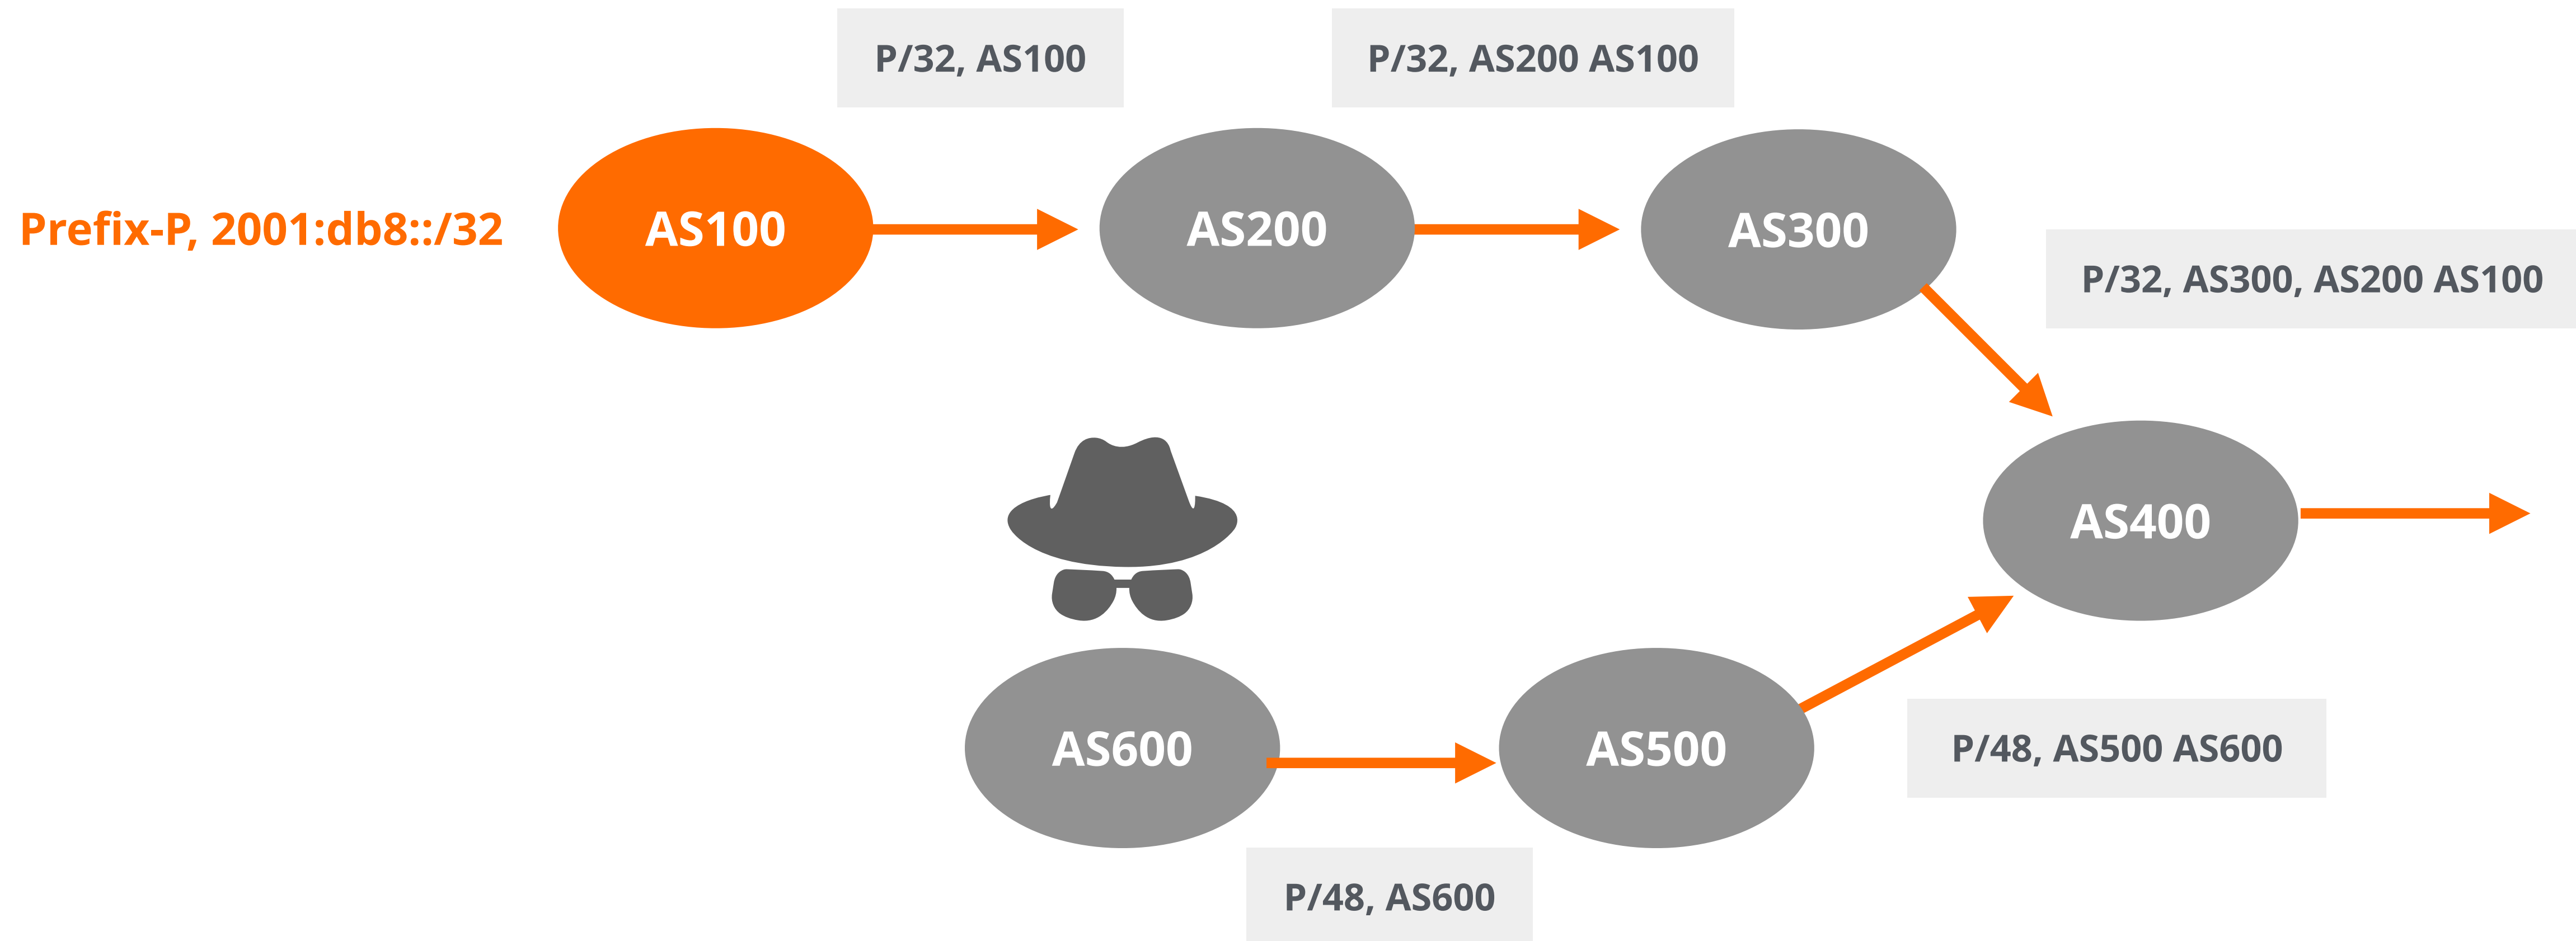 P/32, AS100
P/32, AS200 AS100
Prefix-P, 2001:db8::/32
AS100
AS200
AS300
P/32, AS300, AS200 AS100
AS400
AS600
AS500
P/48, AS500 AS600
P/48, AS600